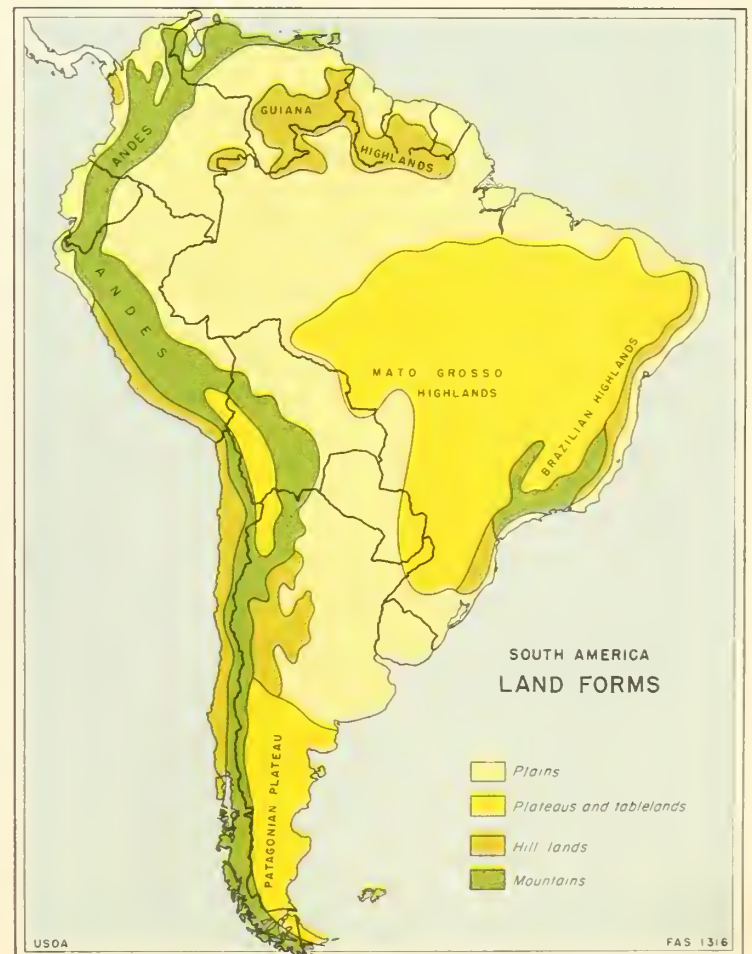 GUIANA
HIGHLANDS
ANDES
ANDES
MATO GROSSO
HIGHLANDS
BRAZILIAN HIGHLANDS
PATAGONIAN PLATEAU
SOUTH AMERICA
LAND FORMS
Plains
Plateaus and tablelands
Hill lands
Mountains
USDA
FAS 1316